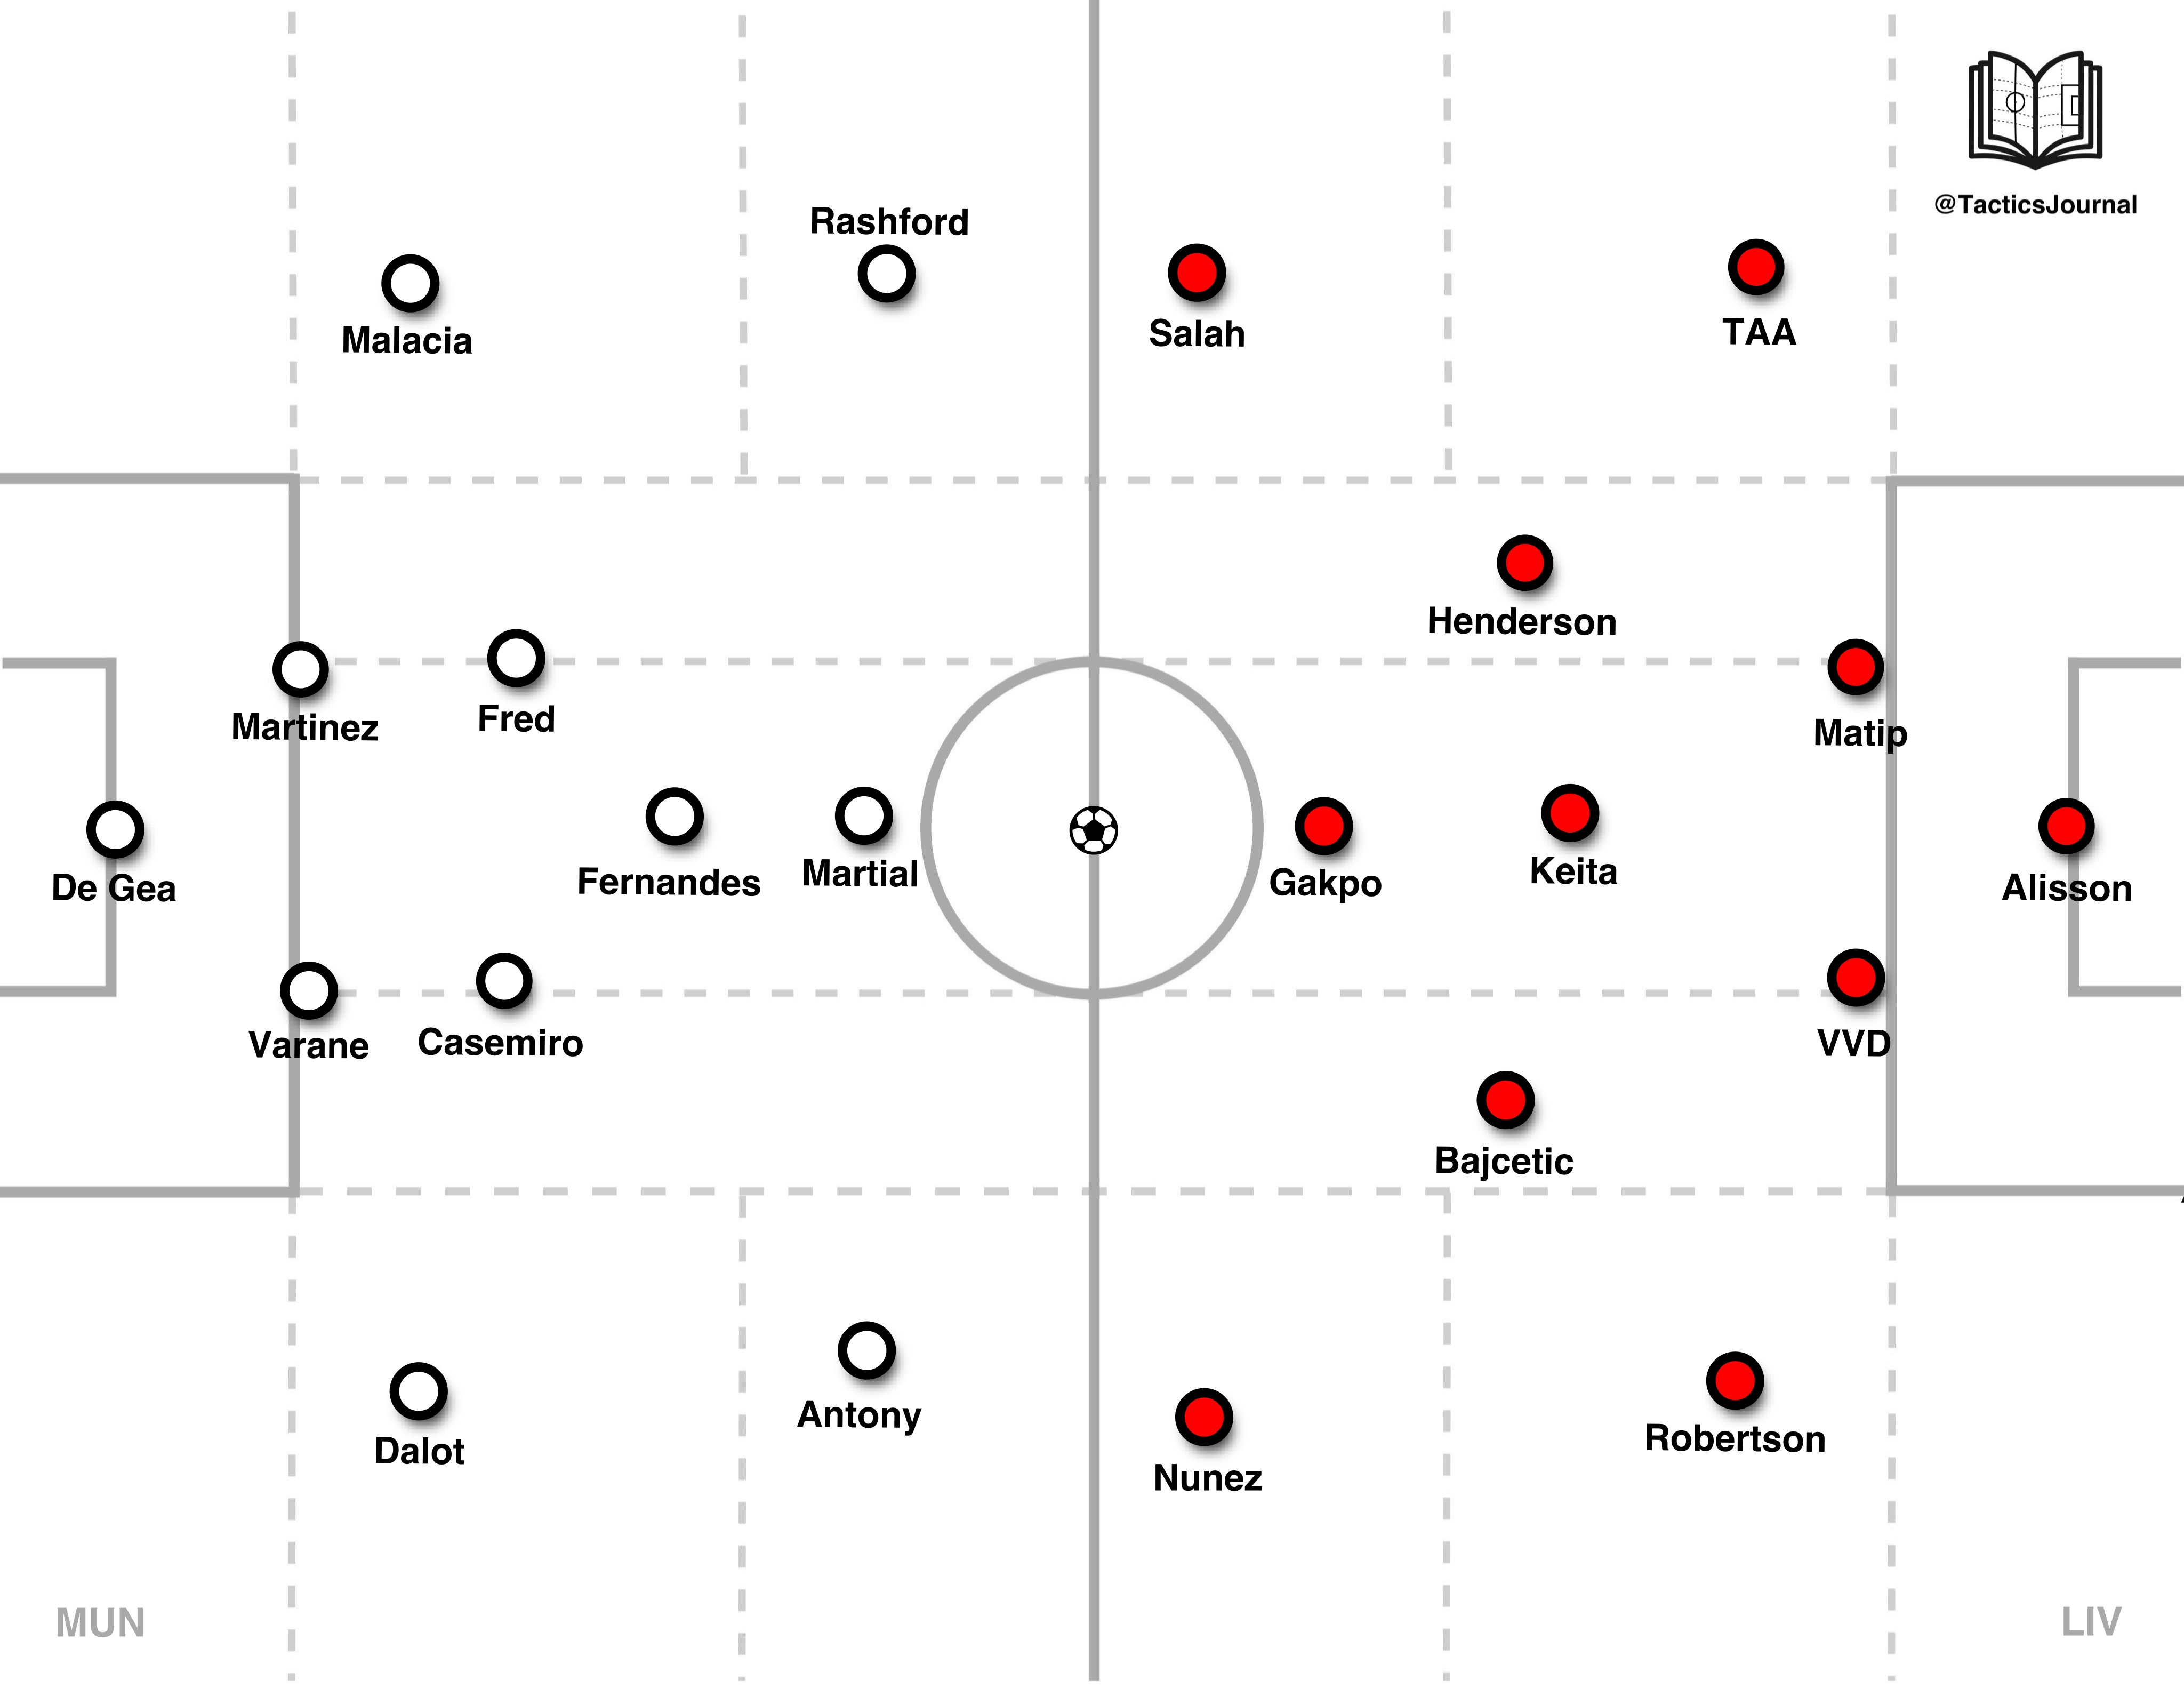 @TacticsJournal
Rashford
Malacia
Salah
TAA
Henderson
Martinez
Fred
Matip
Fernandes
Martial
Gakpo
Keita
De Gea
Alisson
Varane
Casemiro
VVD
Bajcetic
Antony
Dalot
Nunez
Robertson
MUN
LIV